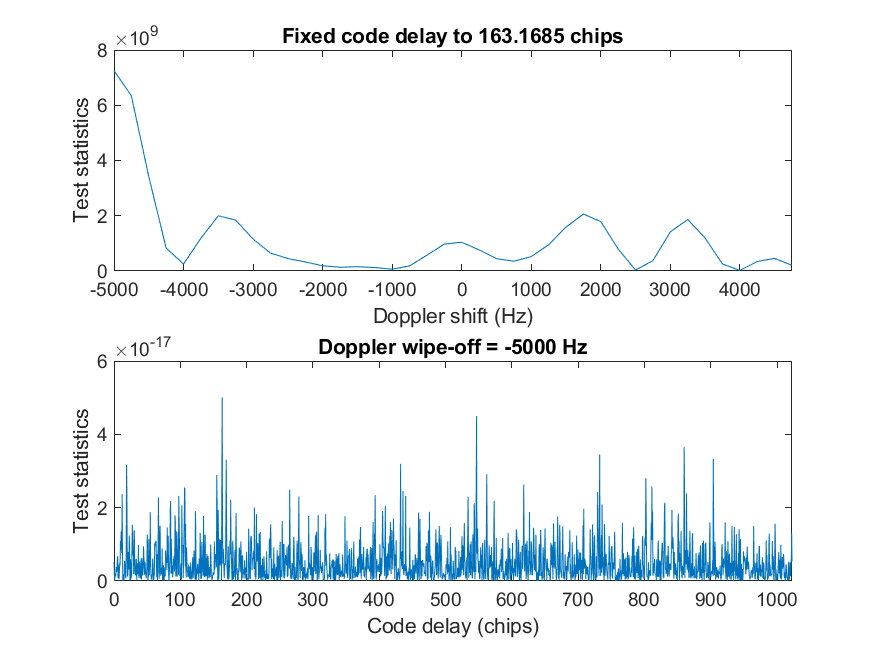 ×10^9
Fixed code delay to 163.1685 chips
8
6
4
2
0
Test statistics
-5000 -4000 -3000 -2000 -1000 0 1000 2000 3000 4000
Doppler shift (Hz)
×10^-17
Doppler wipe-off = -5000 Hz
6
4
2
0
Test statistics
0 100 200 300 400 500 600 700 800 900 1000
Code delay (chips)